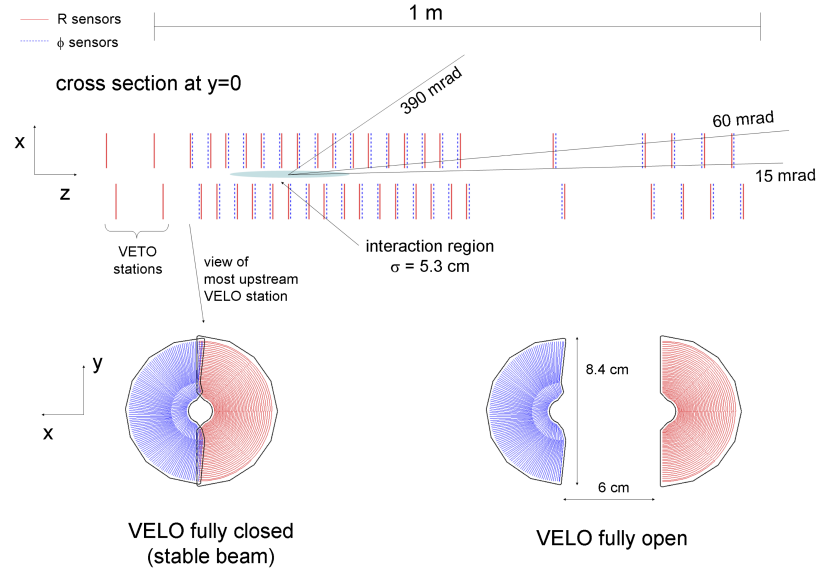 R sensors
ϕ sensors
1 m
cross section at y=0
390 mrad
60 mrad
15 mrad
x
z
VETO
stations
view of
most upstream
VELO station
interaction region
σ = 5.3 cm
y
x
8.4 cm
6 cm
VELO fully closed
(stable beam)
VELO fully open